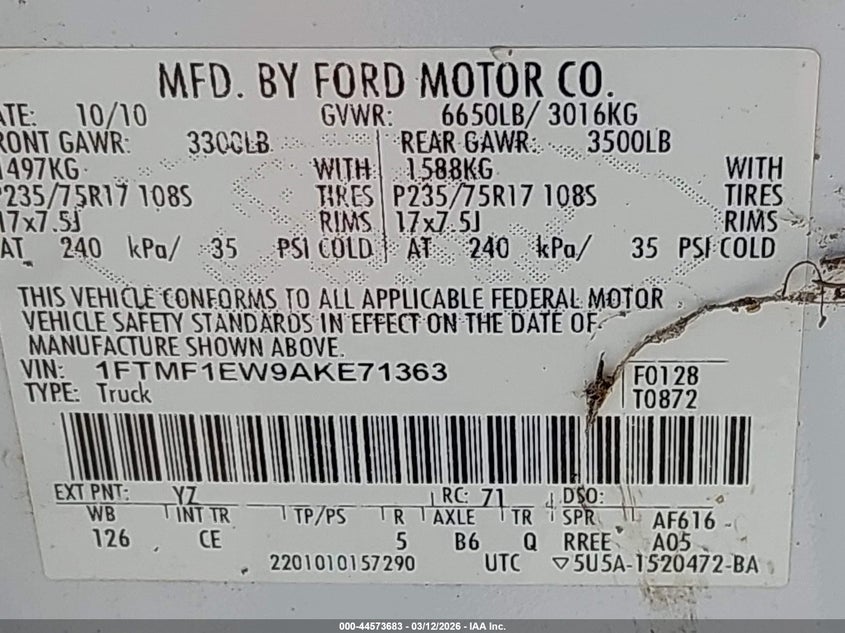 MFD. BY FORD MOTOR CO.
ATE: 10/10 GVWR: 6650LB/ 3016KG
RONT GAWR: 3300LB REAR GAWR: 3500LB
1497KG WITH 1588KG WITH
P235/75R17 108S TIRES P235/75R17 108S TIRES
17x7.5J RIMS 17x7.5J RIMS
AT 240 kPa/ 35 PSI COLD AT 240 kPa/ 35 PSI COLD
THIS VEHICLE CONFORMS TO ALL APPLICABLE FEDERAL MOTOR
VEHICLE SAFETY STANDARDS IN EFFECT ON THE DATE OF
MANUFACTURE SHOWN ABOVE.
VIN: 1FTMF1EW9AKE71363 F0128
TYPE: Truck T0872
EXT PNT: YZ RC: 71 DSO:
WB INT TR TP/PS R AXLE TR SPR AF616
126 CE 5 B6 Q RREE A05
2201010157290 UTC ▽5U5A-1520472-BA
000-44573683 - 03/12/2026 - IAA Inc.